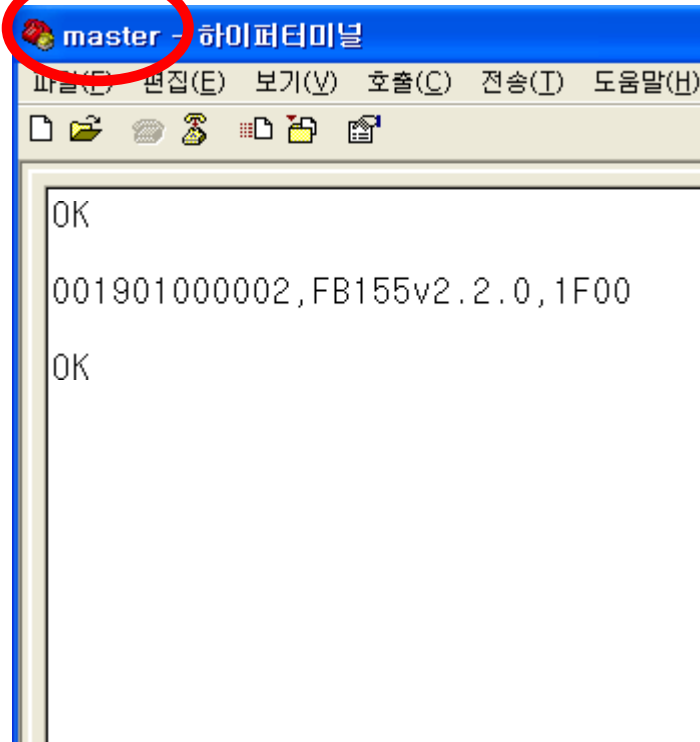 master - 하이퍼터미널
파일(F) 편집(E) 보기(V) 호출(C) 전송(T) 도움말(H)
OK
001901000002,FB155v2.2.0,1F00
OK